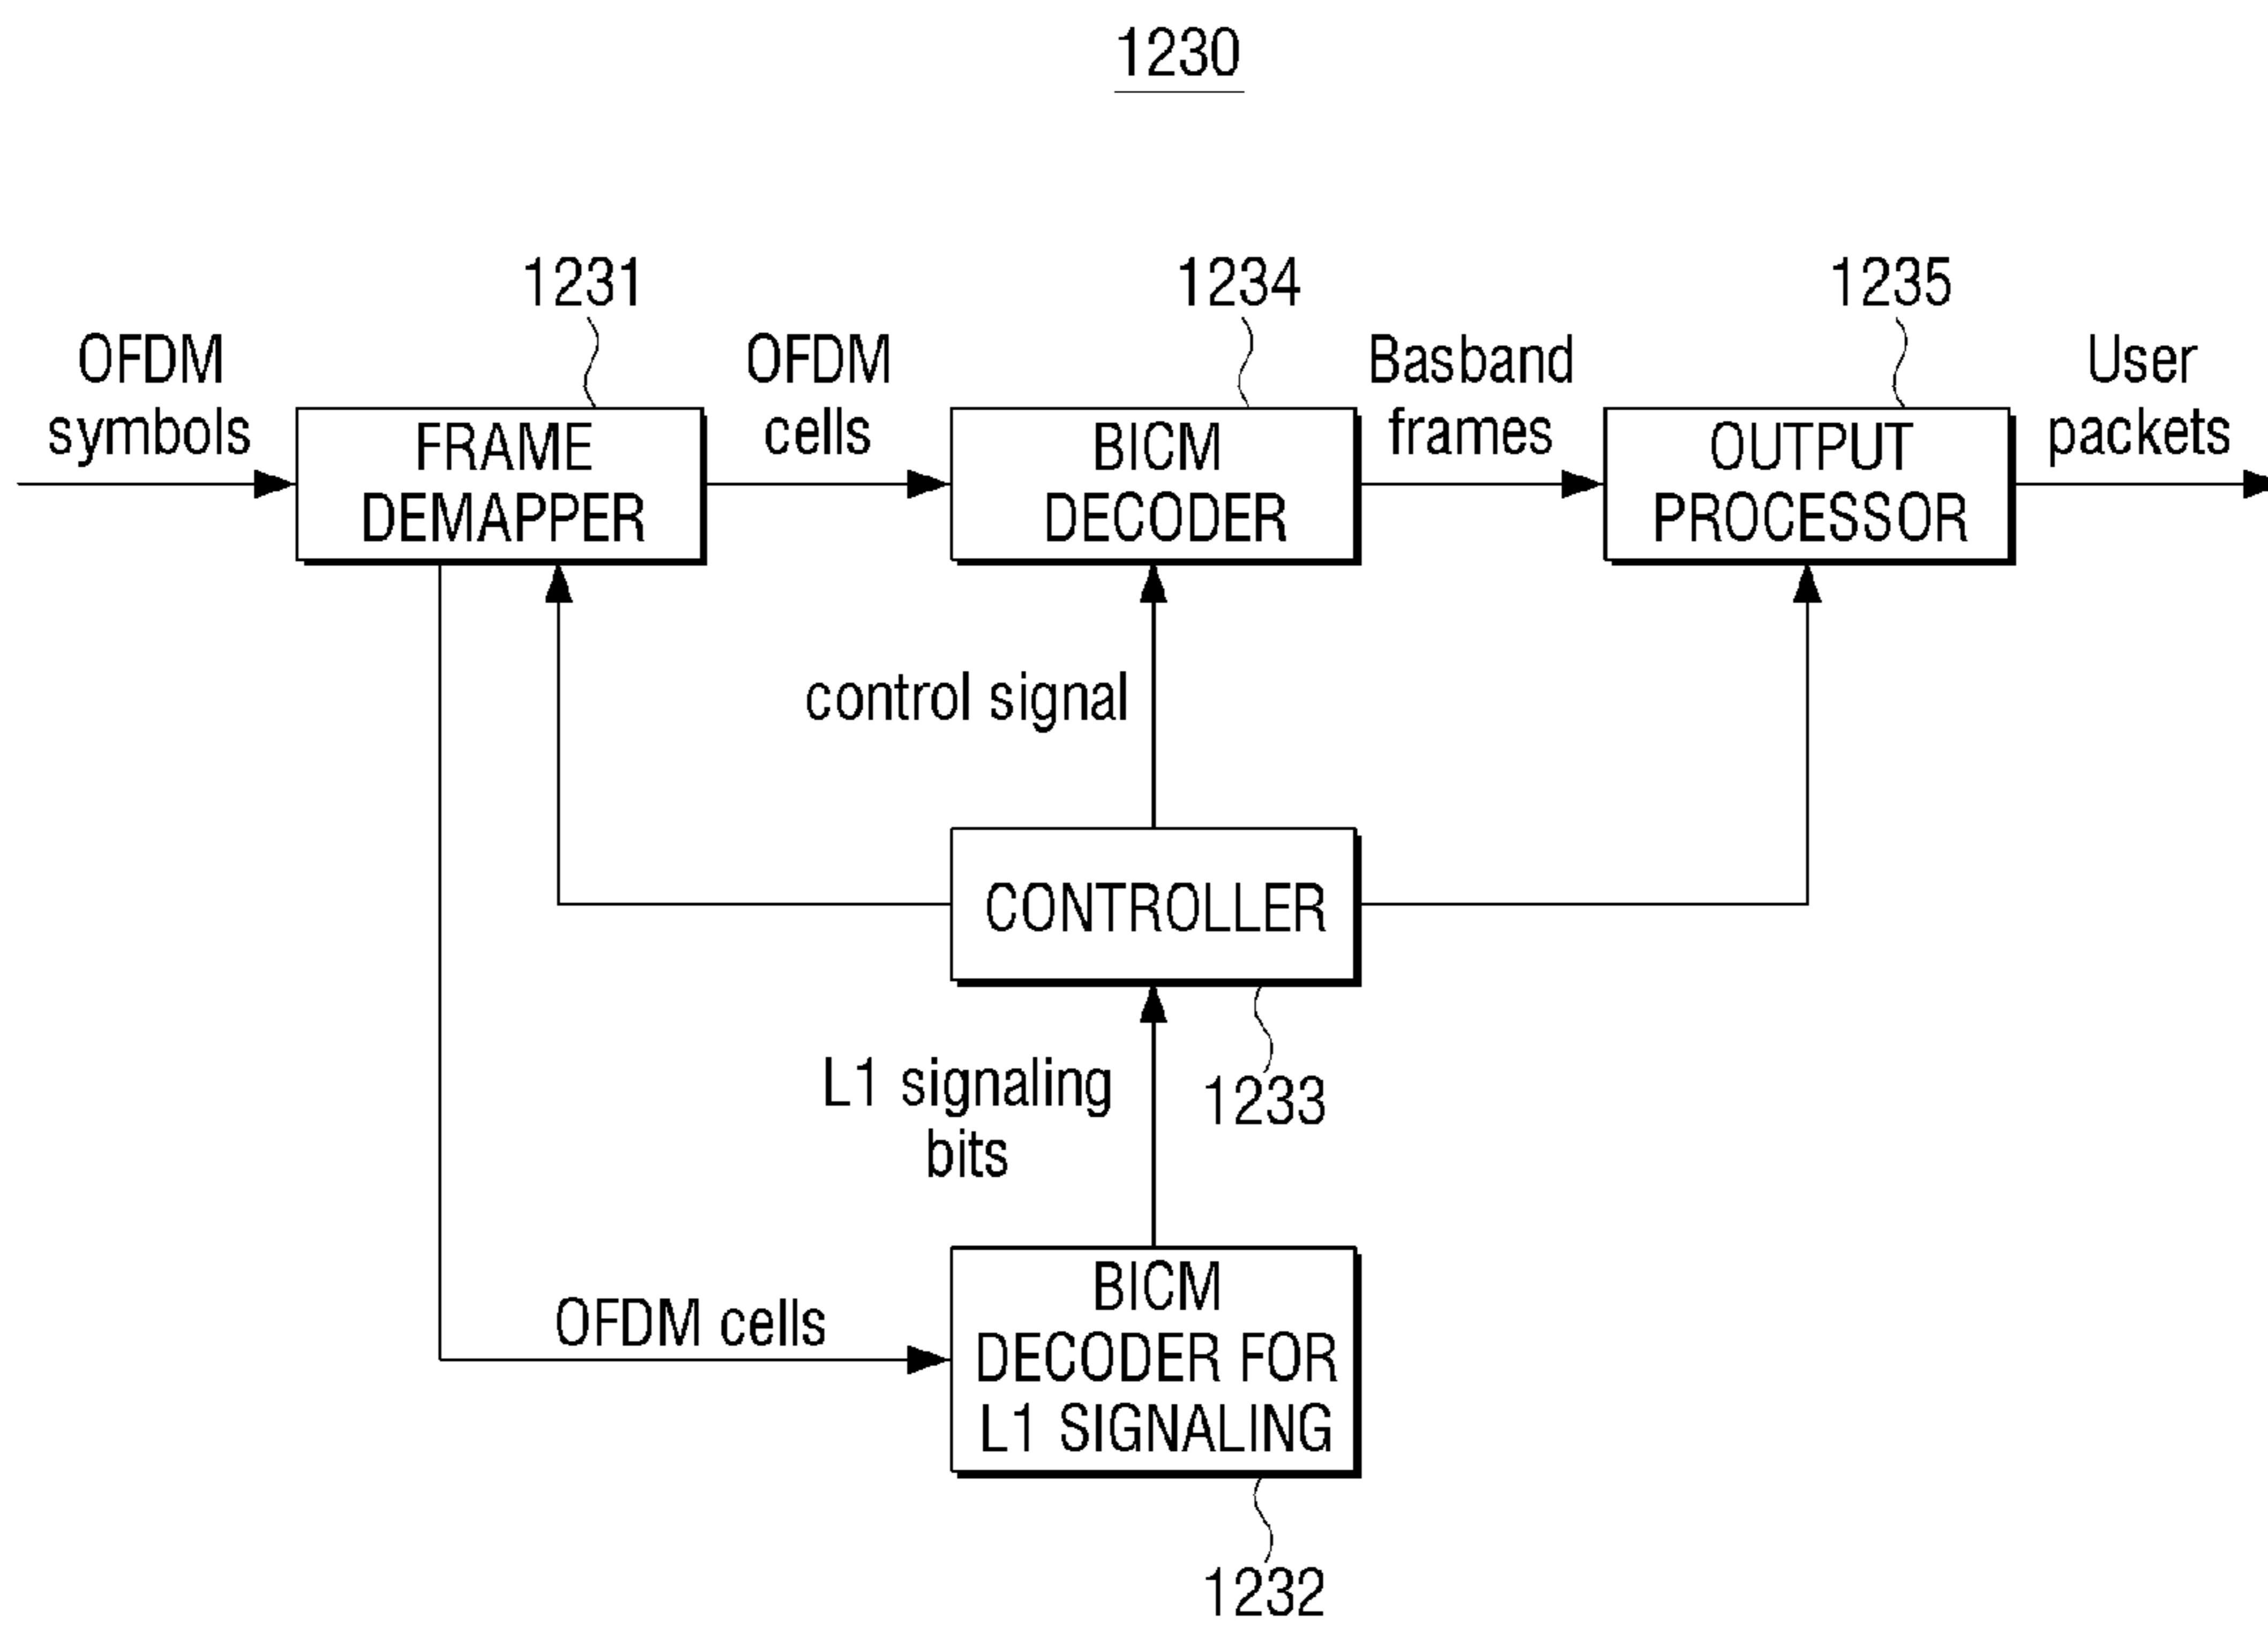 1230
1231
1234
1235
OFDM
symbols
OFDM
cells
Basband
frames
User
packets
FRAME
DEMAPPER
BICM
DECODER
OUTPUT
PROCESSOR
control signal
CONTROLLER
L1 signaling
bits
1233
OFDM cells
BICM
DECODER FOR
L1 SIGNALING
1232